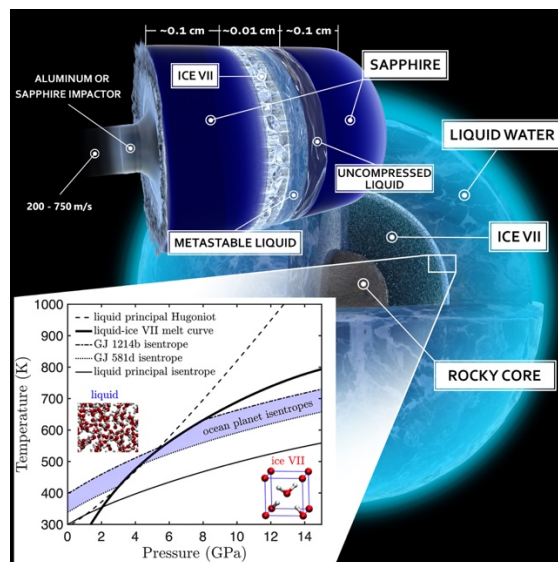 ~0.1 cm
~0.01 cm
~0.1 cm
ICE VII
SAPPHIRE
ALUMINUM OR
SAPPHIRE IMPACTOR
LIQUID WATER
UNCOMPRESSED
LIQUID
200 - 750 m/s
ICE VII
METASTABLE LIQUID
ROCKY CORE
1000
900
800
700
600
500
400
300
Temperature (K)
liquid principal Hugoniot
liquid-ice VII melt curve
GJ 1214b isentrope
GJ 581d isentrope
liquid principal isentrope
liquid
ocean planet isentropes
ice VII
0 2 4 6 8 10 12 14
Pressure (GPa)